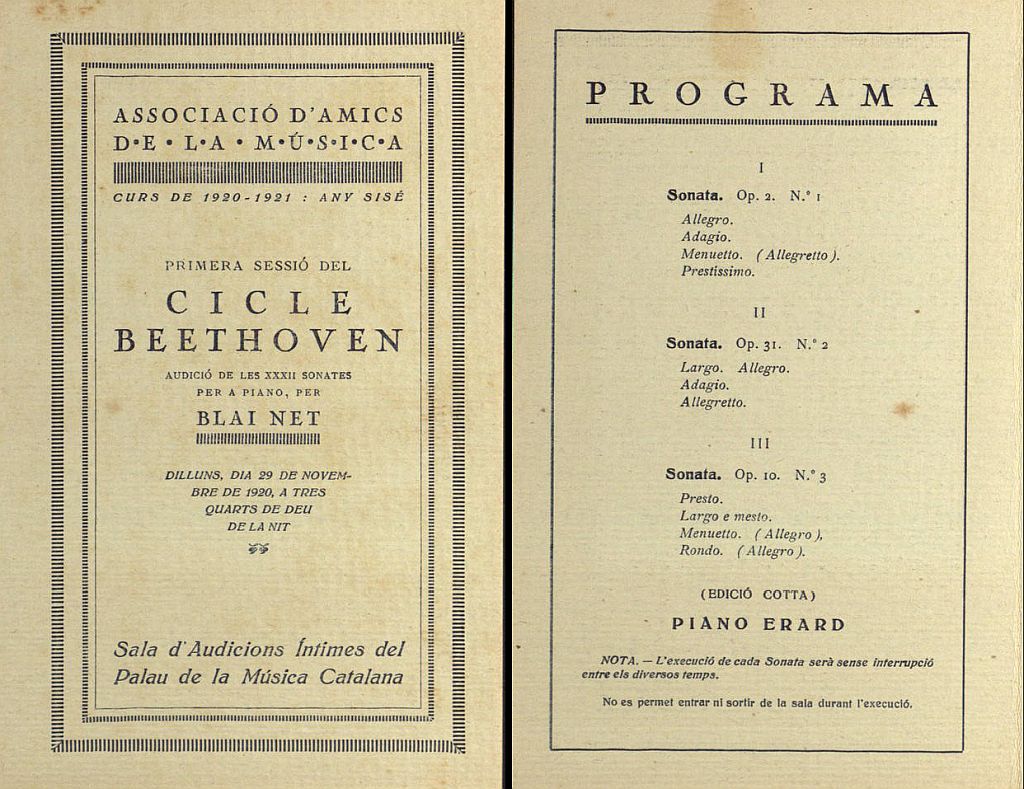 ASSOCIACIÓ D'AMICS
D•E • L•A • M•Ú•S•I•C•A
CURS DE 1920-1921 : ANY SISÉ
PRIMERA SESSIÓ DEL
CICLE
BEETHOVEN
AUDICIÓ DE LES XXXII SONATES
PER A PIANO, PER
BLAI NET
DILLUNS, DIA 29 DE NOVEM-
BRE DE 1920, A TRES
QUARTS DE DEU
DE LA NIT
Sala d'Audicions Íntimes del
Palau de la Música Catalana
PROGRAMA
I
Sonata. Op. 2. N.º 1
Allegro.
Adagio.
Menuetto. (Allegretto).
Prestissimo.
II
Sonata. Op. 31. N.º 2
Largo. Allegro.
Adagio.
Allegretto.
III
Sonata. Op. 10. N.º 3
Presto.
Largo e mesto.
Menuetto. (Allegro),
Rondo. (Allegro).
(EDICIÓ COTTA)
PIANO ERARD
NOTA. — L'execució de cada Sonata serà sense interrupció
entre els diversos temps.
No es permet entrar ni sortir de la sala durant l'execució.